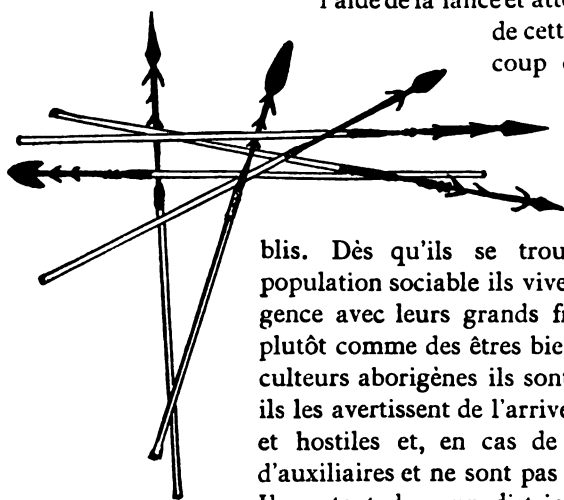 l'aide de la lance et att
de cett
coup
blis. Dès qu'ils se trou
population sociable ils vive
gence avec leurs grands f
plutôt comme des êtres bie
culteurs aborigènes ils sont
ils les avertissent de l'arrive
et hostiles et, en cas de
d'auxiliaires et ne sont pas